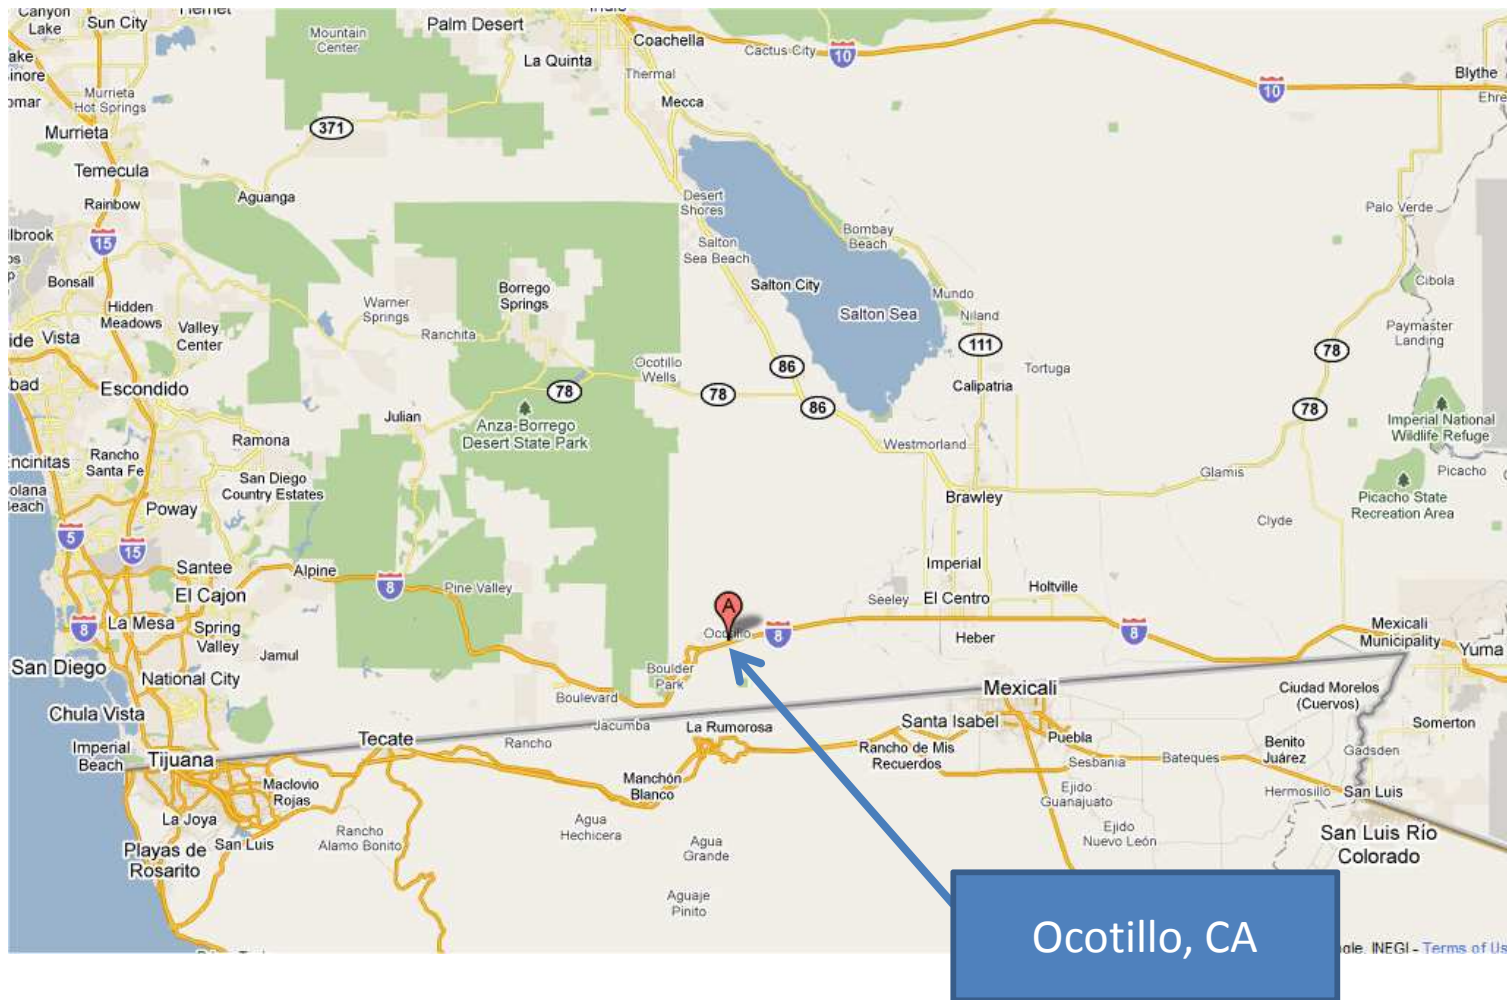 Canyon
Lake
Sun City
Hemet
Mountain
Center
Palm Desert
Indio
La Quinta
Coachella
Cactus City
10
Thermal
10
Blythe
Ehre
Murrieta
Hot Springs
Mecca
Murrieta
371
Temecula
Aguanga
Rainbow
Desert
Shores
Palo Verde
15
Bombay
Beach
Salton
Sea Beach
Bonsall
Borrego
Springs
Salton City
Cibola
Hidden
Meadows
Warner
Springs
Mundo
Salton Sea
Niland
Valley
Center
Vista
Ranchita
Paymaster
Landing
111
78
Ocotillo
Wells
86
Tortuga
Escondido
78
78
Calipatria
86
78
Julian
Anza-Borrego
Desert State Park
Imperial National
Wildlife Refuge
Ramona
Westmorland
Encinitas
Rancho
Santa Fe
Glamis
Picacho
San Diego
Country Estates
Solana
Beach
Brawley
Picacho State
Recreation Area
Poway
Clyde
5
15
Santee
Alpine
Imperial
8
Pine Valley
El Cajon
Holtville
Seeley
El Centro
A
La Mesa
8
Spring
Valley
Ocotillo
8
Heber
8
Mexicali
Municipality
Yuma
Jamul
San Diego
National City
Boulder
Park
Boulevard
Mexicali
Ciudad Morelos
(Cuervos)
Chula Vista
Jacumba
La Rumorosa
Santa Isabel
Somerton
Imperial
Beach
Tijuana
Tecate
Rancho
Puebla
Rancho de Mis
Recuerdos
Benito
Juárez
Gadsden
Sesbania
Bateques
Maclovio
Rojas
Manchón
Blanco
Ejido
Guanajuato
Hermosillo
San Luis
La Joya
Agua
Hechicera
Rancho
Alamo Bonito
Ejido
Nuevo León
San Luis Río
Colorado
San Luis
Agua
Grande
Playas de
Rosarito
Aguaje
Pinito
Ocotillo, CA
gle, INEGI - Terms of Us